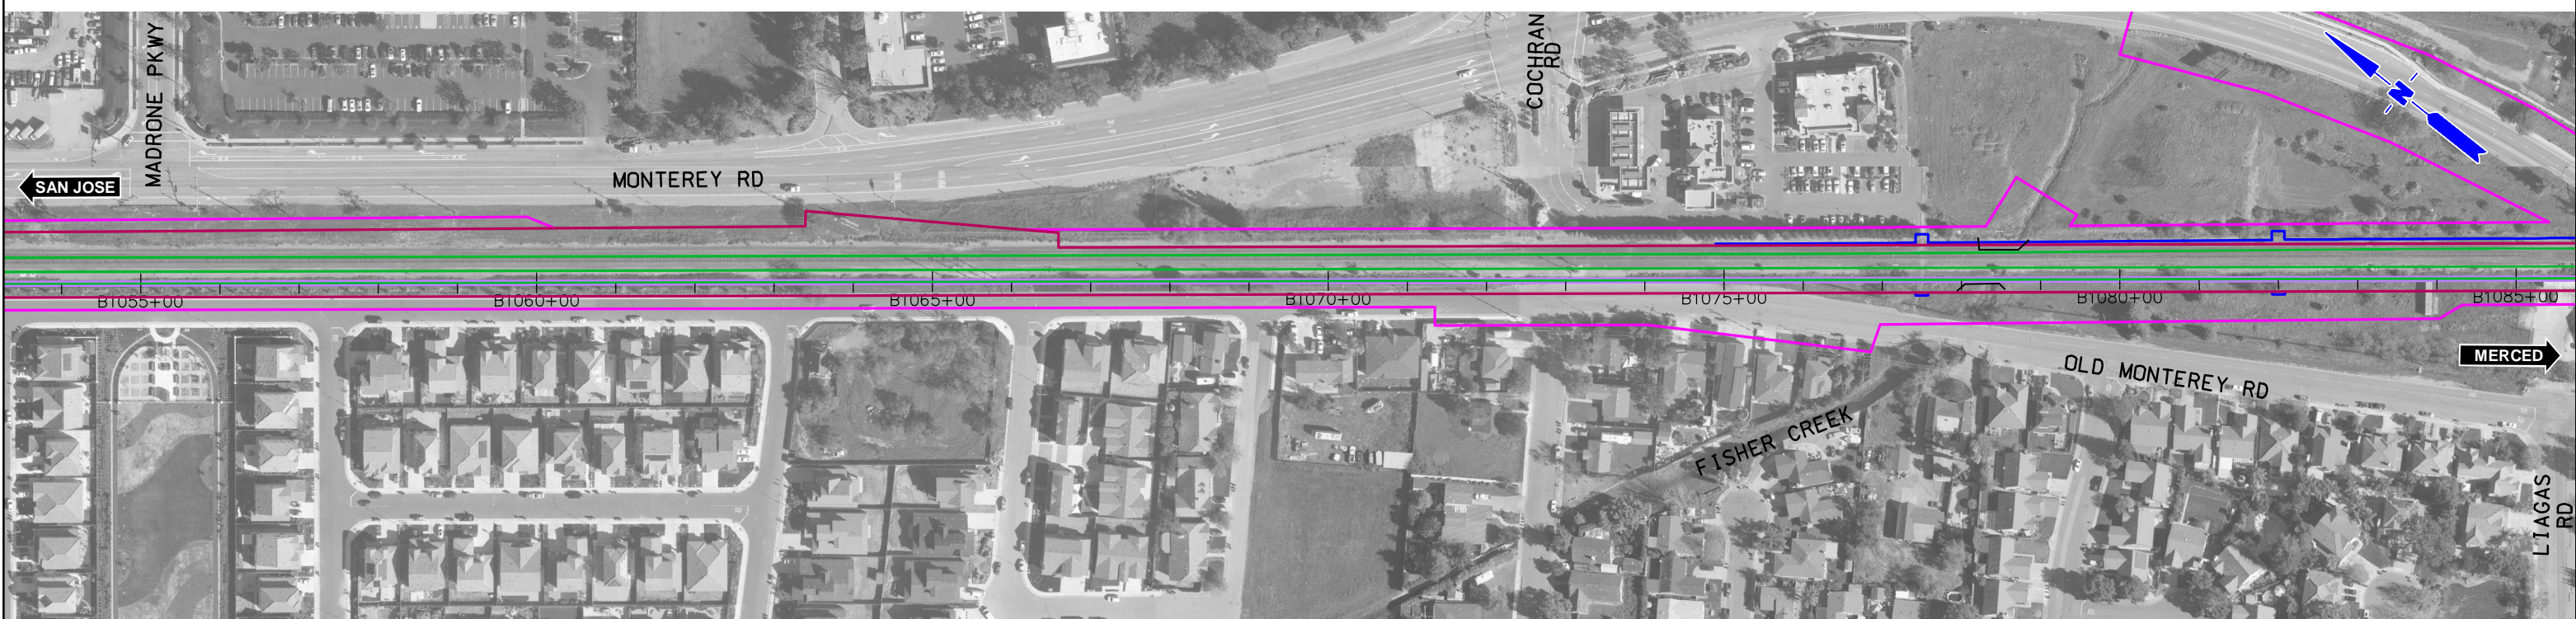 MADRONE PKWY
COCHRAN
RD
N
SAN JOSE
MONTEREY RD
B1055+00
B1060+00
B1065+00
B1070+00
B1075+00
B1080+00
B1085+00
MERCED
OLD MONTEREY RD
FISHER CREEK
LIAGAS
RD